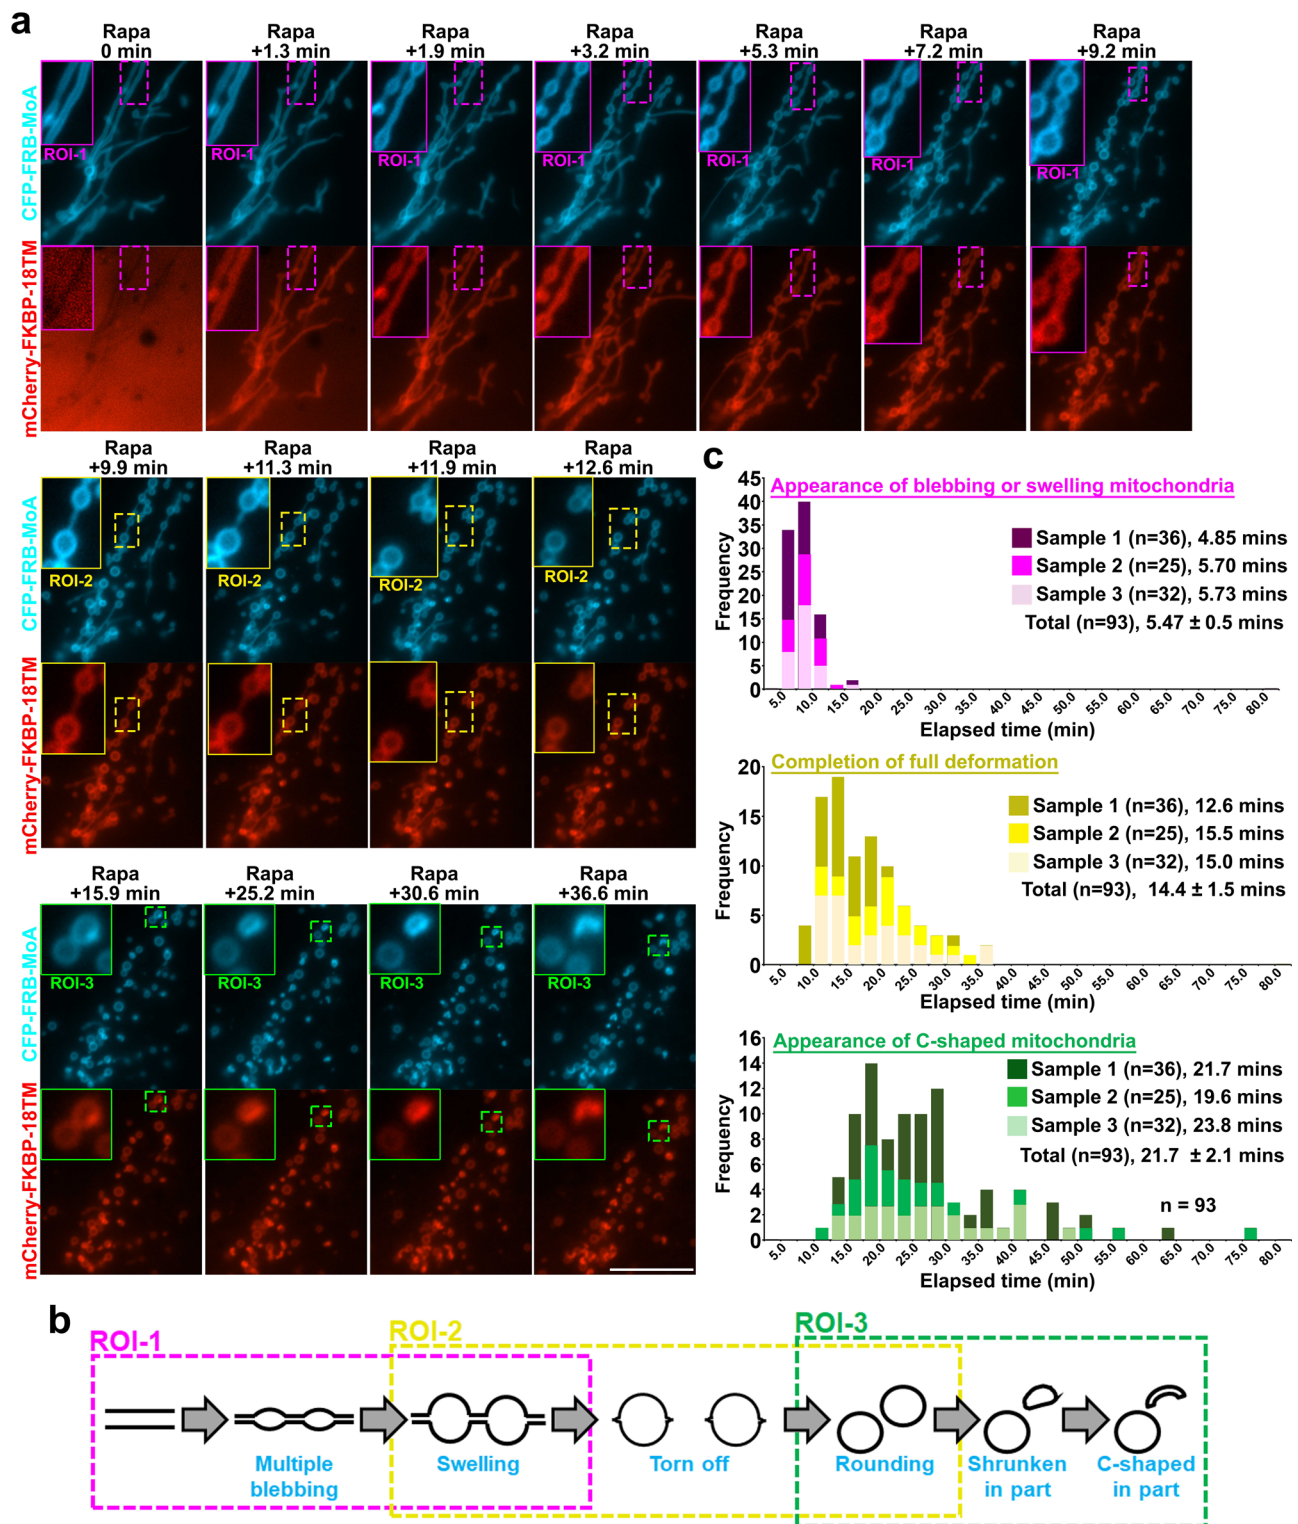 a
Rapa 0 min
Rapa +1.3 min
Rapa +1.9 min
Rapa +3.2 min
Rapa +5.3 min
Rapa +7.2 min
Rapa +9.2 min
CFP-FRB-MoA
ROI-1
ROI-1
ROI-1
ROI-1
ROI-1
ROI-1
ROI-1
mCherry-FKBP-18TM
Rapa +9.9 min
Rapa +11.3 min
Rapa +11.9 min
Rapa +12.6 min
CFP-FRB-MoA
ROI-2
ROI-2
ROI-2
ROI-2
mCherry-FKBP-18TM
Rapa +15.9 min
Rapa +25.2 min
Rapa +30.6 min
Rapa +36.6 min
CFP-FRB-MoA
ROI-3
ROI-3
ROI-3
ROI-3
mCherry-FKBP-18TM
c
Appearance of blebbing or swelling mitochondria
Sample 1 (n=36), 4.85 mins
Sample 2 (n=25), 5.70 mins
Sample 3 (n=32), 5.73 mins
Total (n=93), 5.47 ± 0.5 mins
Frequency
45
40
35
30
25
20
15
10
5
0
5.0 10.0 15.0 20.0 25.0 30.0 35.0 40.0 45.0 50.0 55.0 60.0 65.0 70.0 75.0 80.0
Elapsed time (min)
Completion of full deformation
Sample 1 (n=36), 12.6 mins
Sample 2 (n=25), 15.5 mins
Sample 3 (n=32), 15.0 mins
Total (n=93), 14.4 ± 1.5 mins
Frequency
20
15
10
5
0
5.0 10.0 15.0 20.0 25.0 30.0 35.0 40.0 45.0 50.0 55.0 60.0 65.0 70.0 75.0 80.0
Elapsed time (min)
Appearance of C-shaped mitochondria
Sample 1 (n=36), 21.7 mins
Sample 2 (n=25), 19.6 mins
Sample 3 (n=32), 23.8 mins
Total (n=93), 21.7 ± 2.1 mins
n = 93
Frequency
16
14
12
10
8
6
4
2
0
5.0 10.0 15.0 20.0 25.0 30.0 35.0 40.0 45.0 50.0 55.0 60.0 65.0 70.0 75.0 80.0
Elapsed time (min)
b
ROI-1
ROI-2
ROI-3
Multiple blebbing
Swelling
Torn off
Rounding
Shrunken in part
C-shaped in part